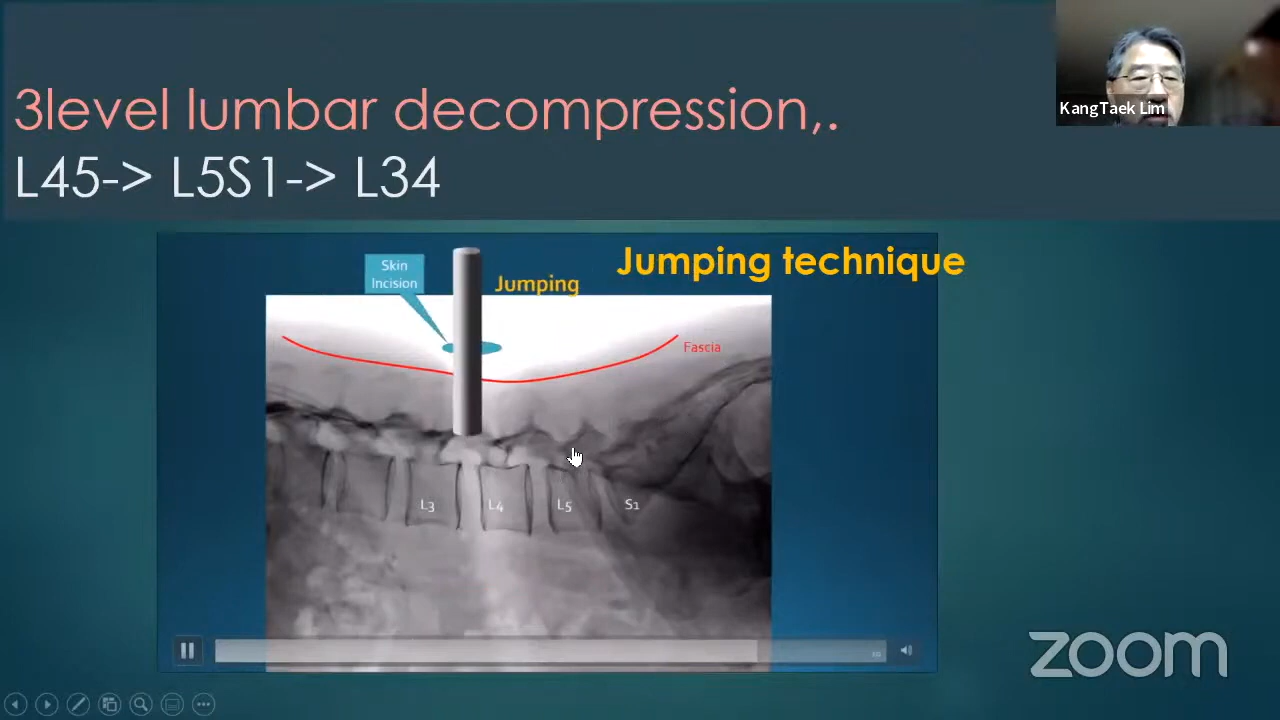 3level lumbar decompression,.
L45-> L5S1-> L34
KangTaek Lim
Jumping technique
Skin
Incision
Jumping
Fascia
L3
L4
L5
S1
zoom